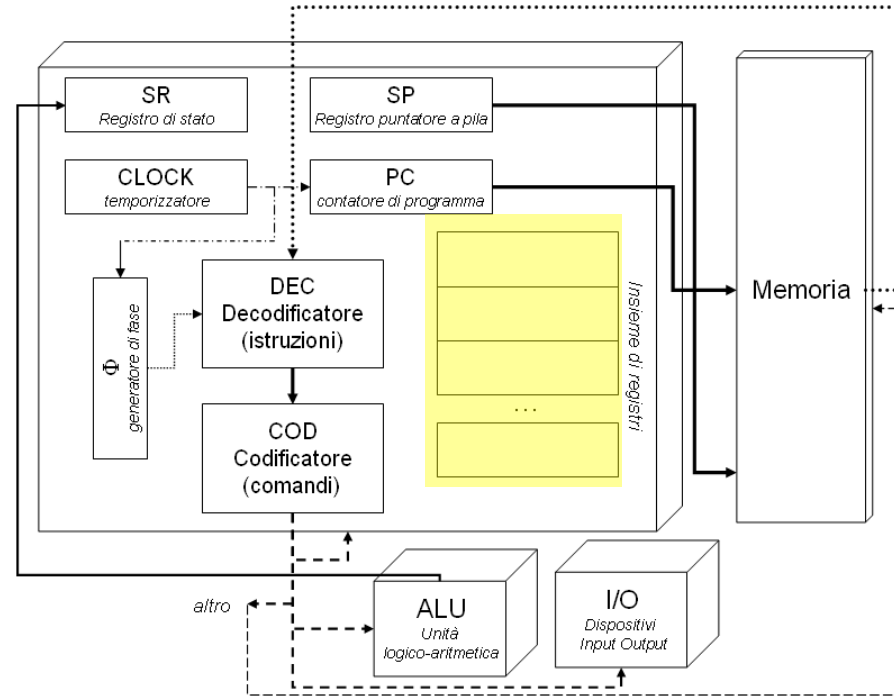 SR
Registro di stato
SP
Registro puntatore a pila
CLOCK
temporizzatore
PC
contatore di programma
Φ
generatore di fase
DEC
Decodificatore
(istruzioni)
COD
Codificatore
(comandi)
...
Insieme di registri
Memoria
altro
ALU
Unità
logico-aritmetica
I/O
Dispositivi
Input Output